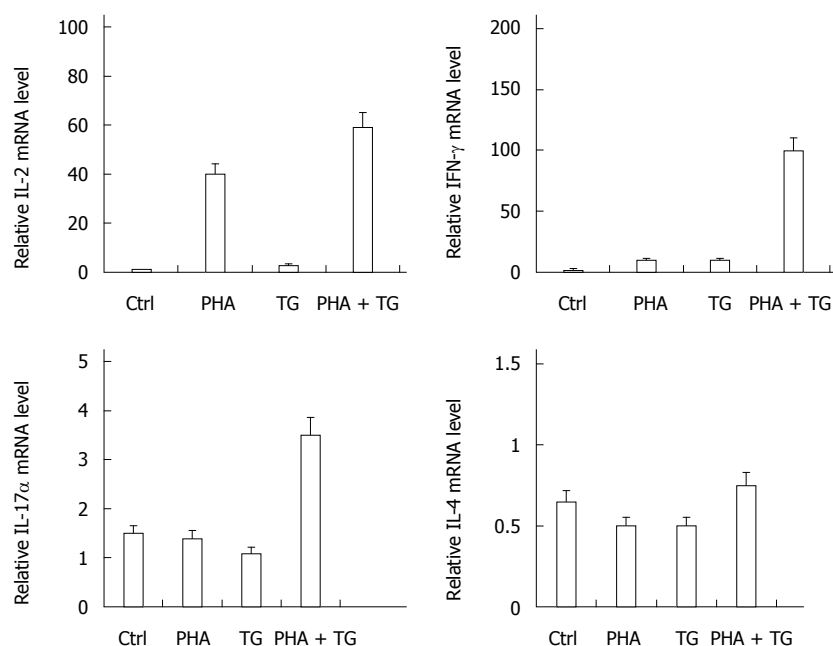 Relative IL-2 mRNA level
100
80
60
40
20
0
Ctrl PHA TG PHA + TG
Relative IFN-γ mRNA level
200
150
100
50
0
Ctrl PHA TG PHA + TG
Relative IL-17α mRNA level
5
4
3
2
1
0
Ctrl PHA TG PHA + TG
Relative IL-4 mRNA level
1.5
1
0.5
0
Ctrl PHA TG PHA + TG